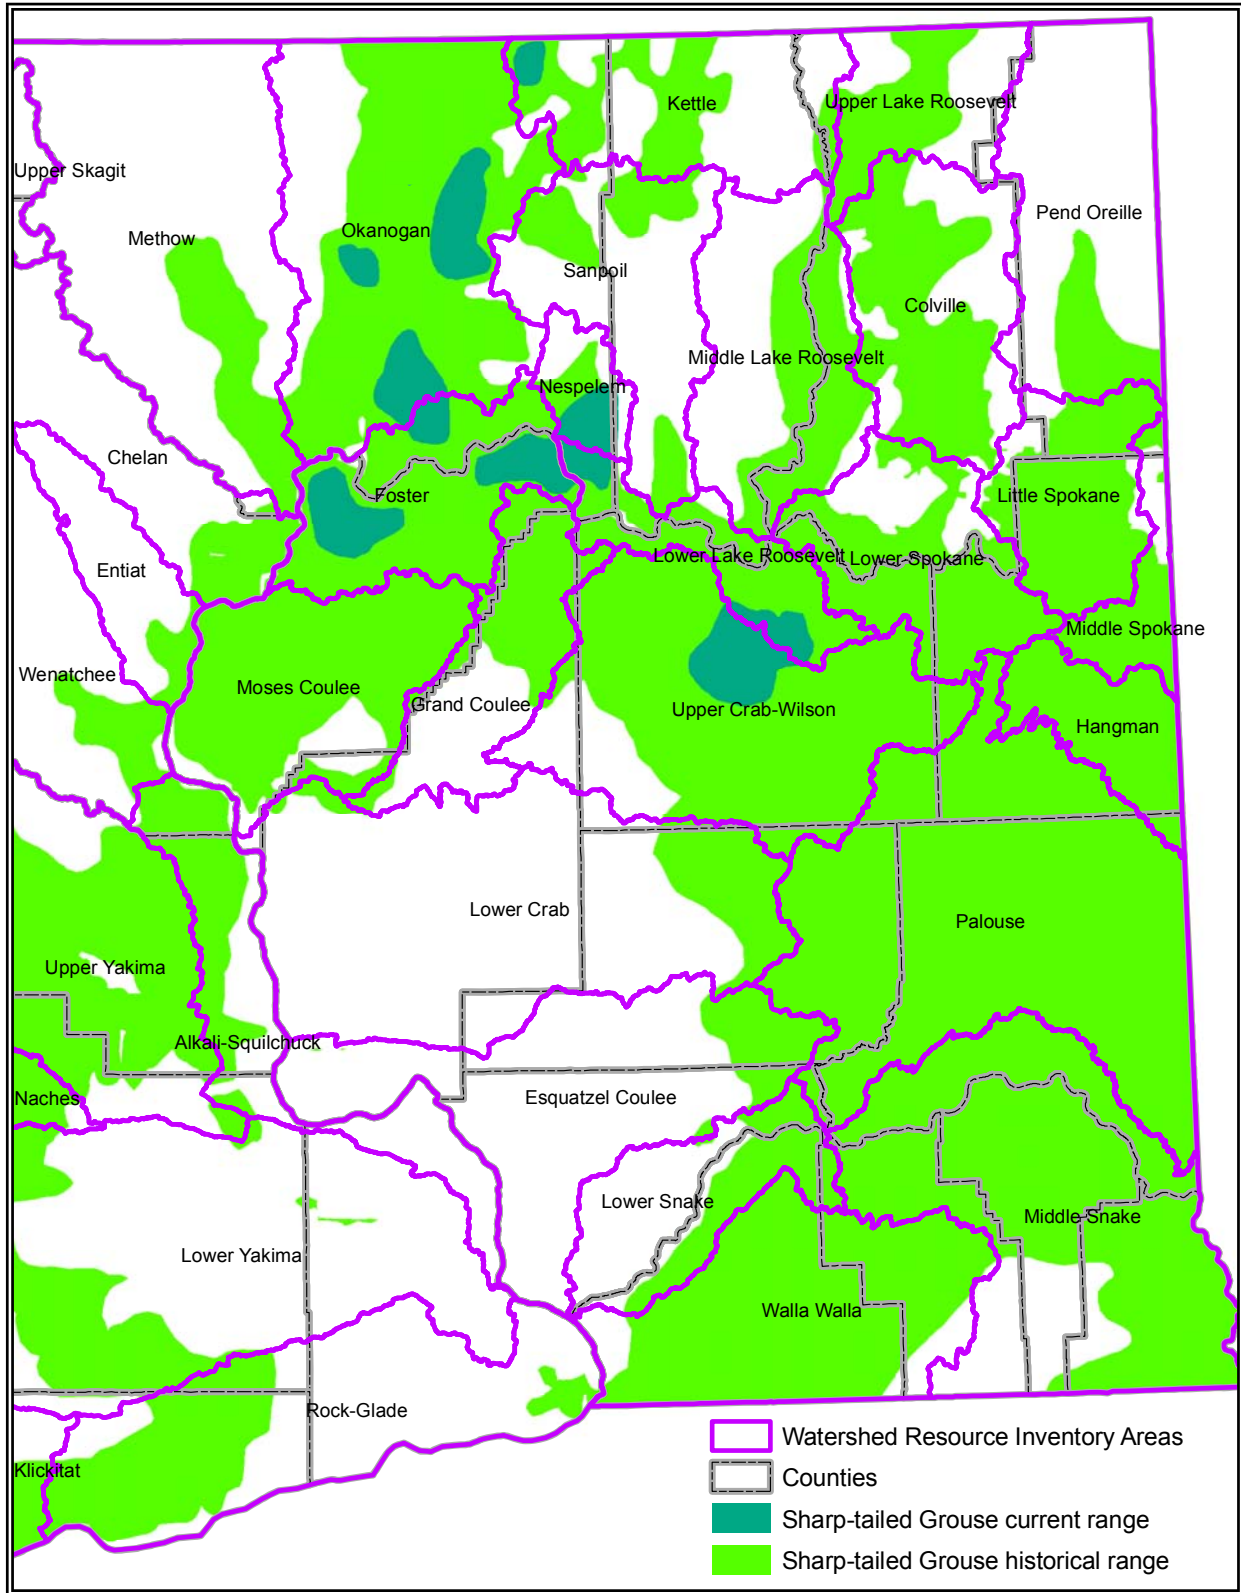 Kettle
Upper Lake Roosevelt
Upper Skagit
Pend Oreille
Methow
Okanogan
Sanpoil
Colville
Middle Lake Roosevelt
Nespelem
Chelan
Foster
Little Spokane
Entiat
Lower Lake Roosevelt
Lower Spokane
Middle Spokane
Wenatchee
Moses Coulee
Grand Coulee
Upper Crab-Wilson
Hangman
Lower Crab
Palouse
Upper Yakima
Alkali-Squilchuck
Naches
Esquatzel Coulee
Lower Snake
Middle Snake
Lower Yakima
Walla Walla
Rock-Glade
Klickitat
Watershed Resource Inventory Areas
Counties
Sharp-tailed Grouse current range
Sharp-tailed Grouse historical range